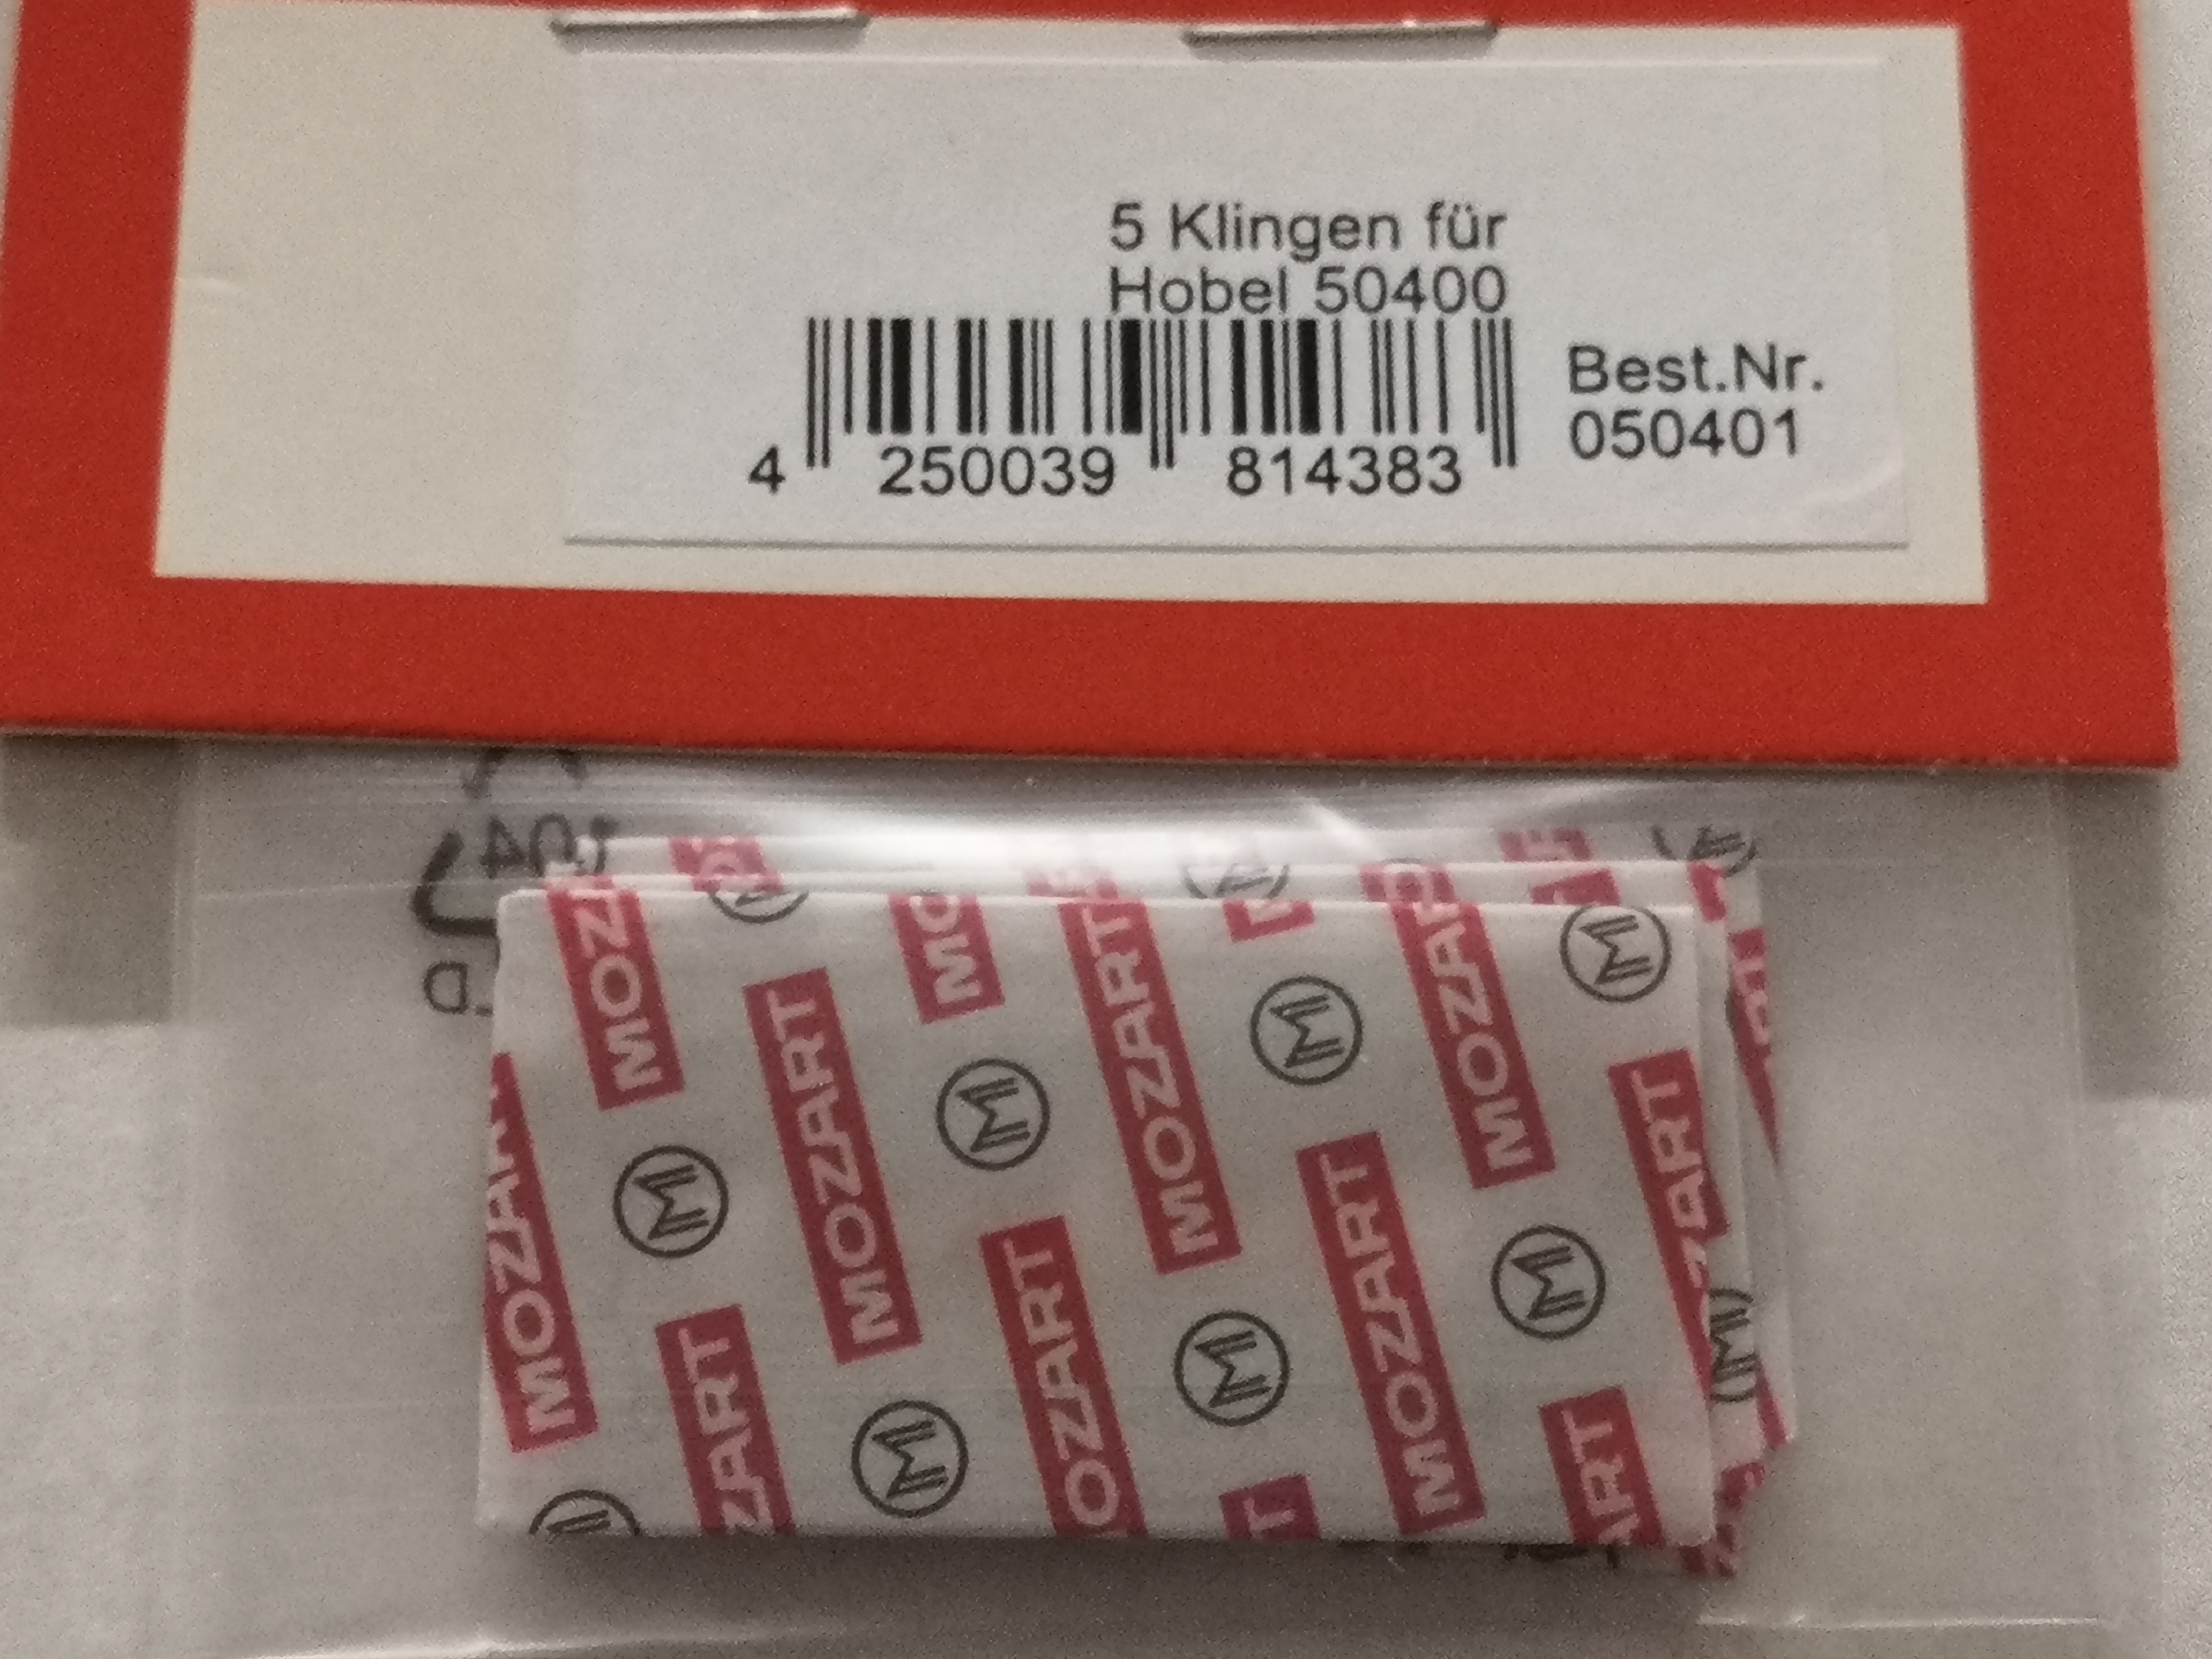 5 Klingen für
Hobel 50400
Best.Nr.
050401
4 250039 814383
MOZART
MOZART
MOZART
MOZART
MOZART